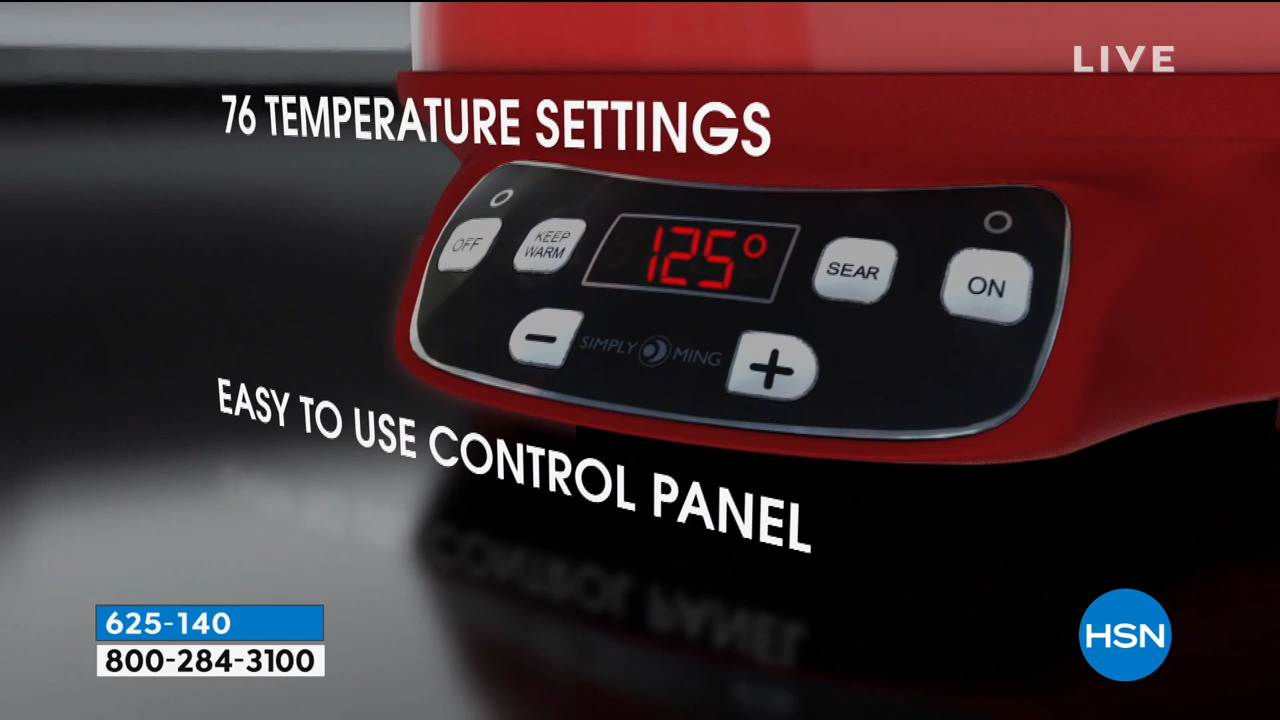 LIVE
76 TEMPERATURE SETTINGS
OFF
KEEP
WARM
125°
SEAR
ON
SIMPLY MING
EASY TO USE CONTROL PANEL
625-140
800-284-3100
HSN